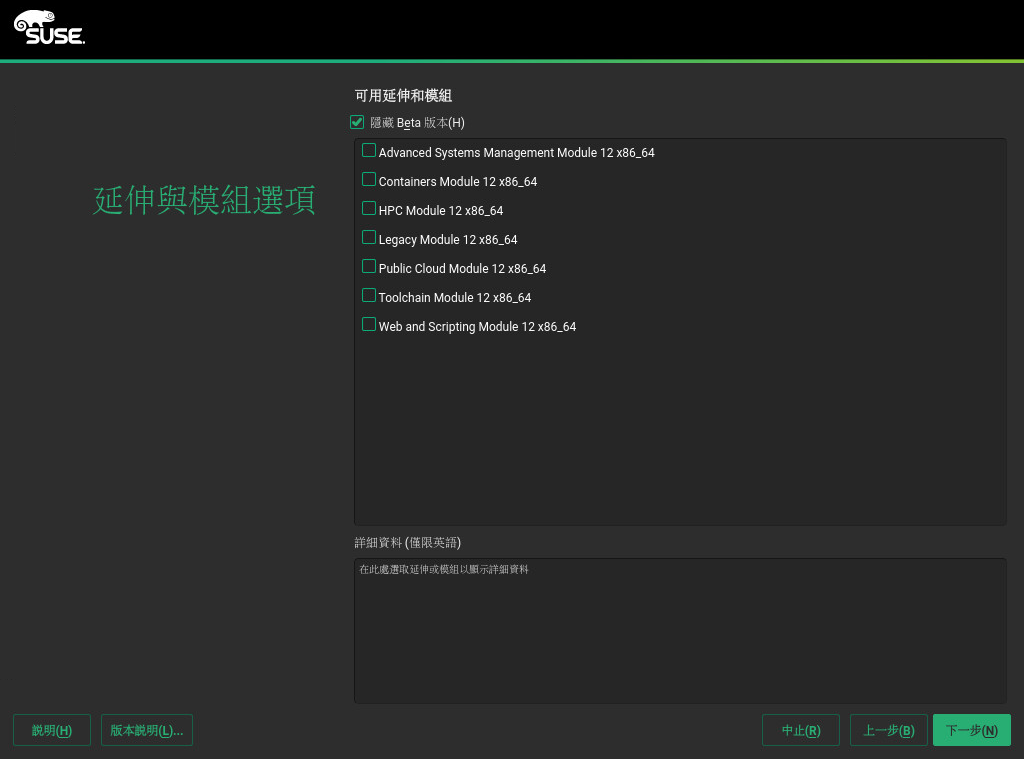 SUSE.
可用延伸和模組
隱藏 Beta 版本(H)
延伸與模組選項
Advanced Systems Management Module 12 x86_64
Containers Module 12 x86_64
HPC Module 12 x86_64
Legacy Module 12 x86_64
Public Cloud Module 12 x86_64
Toolchain Module 12 x86_64
Web and Scripting Module 12 x86_64
詳細資料 (僅限英語)
在此處選取延伸或模組以顯示詳細資料
說明(H) 版本說明(L)... 中止(R) 上一步(B) 下一步(N)